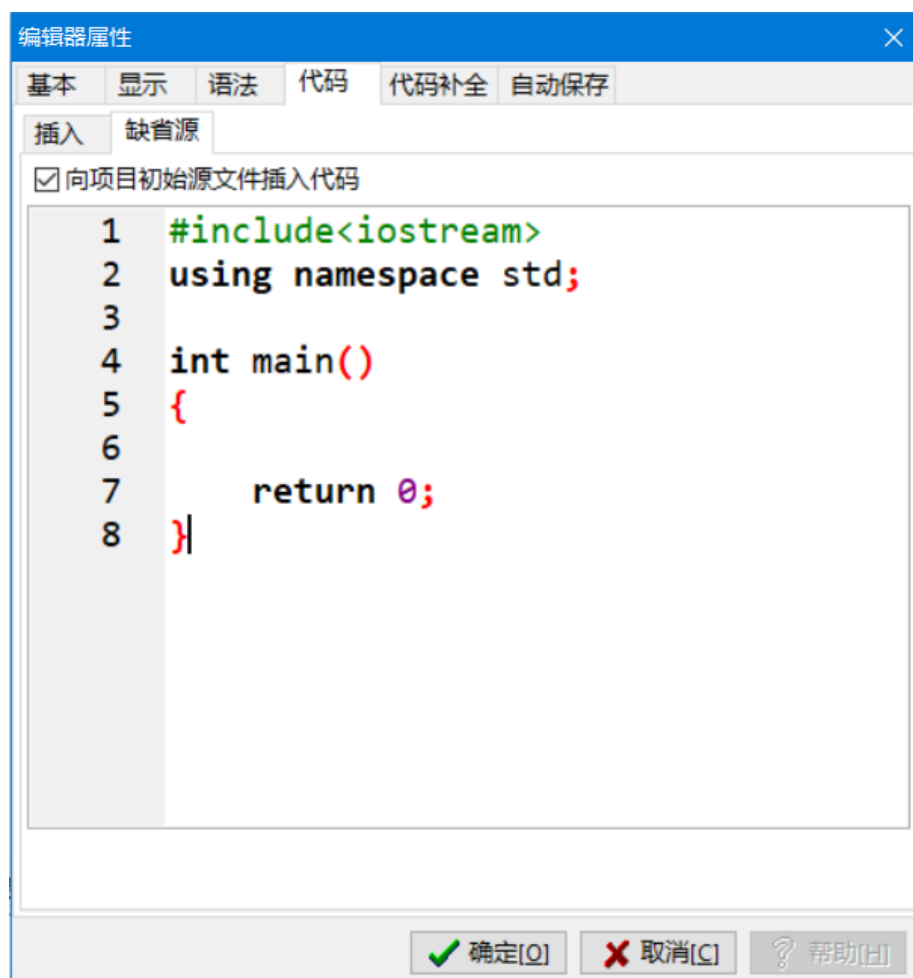 编辑器属性
基本 显示 语法 代码 代码补全 自动保存
插入 缺省源
向项目初始源文件插入代码
1 #include<iostream>
2 using namespace std;
3
4 int main()
5 {
6
7 return 0;
8 }
确定[O] 取消[C] 帮助[H]